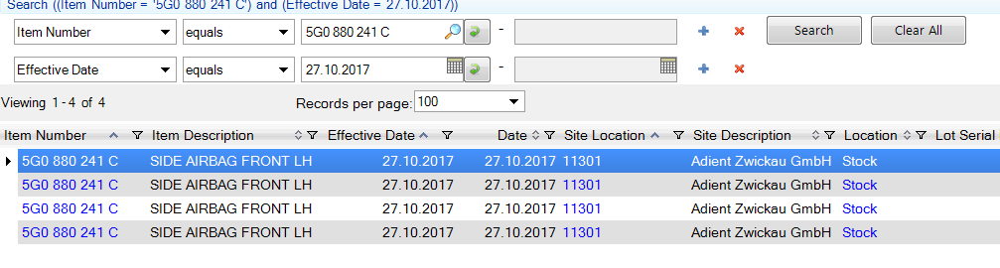 Search ((Item Number = '5G0 880 241 C') and (Effective Date = 27.10.2017))
Item Number equals 5G0 880 241 C - Search Clear All
Effective Date equals 27.10.2017 -
Viewing 1 - 4 of 4 Records per page: 100
Item Number Item Description Effective Date Date Site Location Site Description Location Lot Serial
5G0 880 241 C SIDE AIRBAG FRONT LH 27.10.2017 27.10.2017 11301 Adient Zwickau GmbH Stock
5G0 880 241 C SIDE AIRBAG FRONT LH 27.10.2017 27.10.2017 11301 Adient Zwickau GmbH Stock
5G0 880 241 C SIDE AIRBAG FRONT LH 27.10.2017 27.10.2017 11301 Adient Zwickau GmbH Stock
5G0 880 241 C SIDE AIRBAG FRONT LH 27.10.2017 27.10.2017 11301 Adient Zwickau GmbH Stock